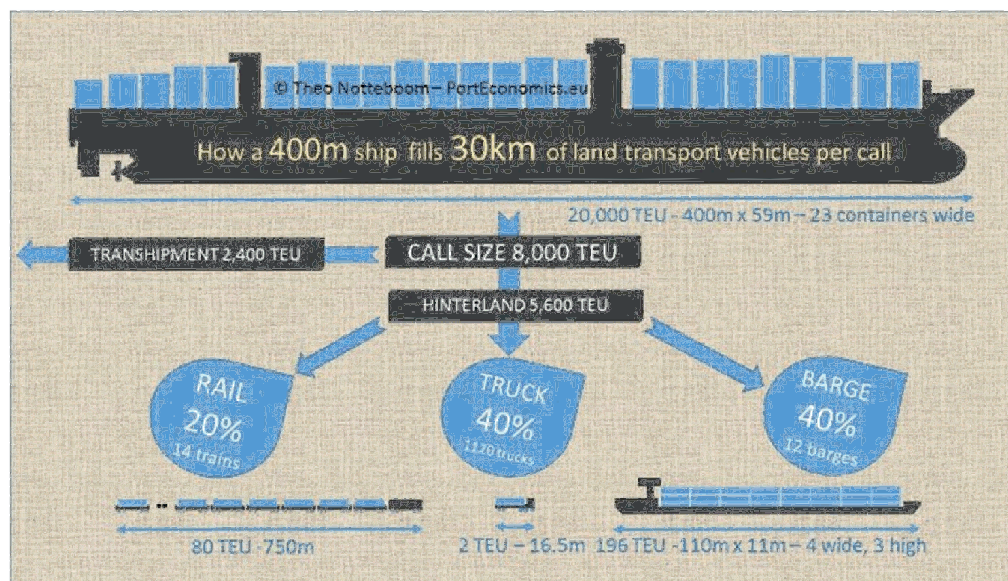 © Theo Notteboom – PortEconomics.eu
How a 400m ship fills 30km of land transport vehicles per call
20,000 TEU - 400m x 59m – 23 containers wide
TRANSHIPMENT 2,400 TEU
CALL SIZE 8,000 TEU
HINTERLAND 5,600 TEU
RAIL
20%
14 trains
TRUCK
40%
1120 trucks
BARGE
40%
12 barges
80 TEU -750m
2 TEU – 16.5m
196 TEU -110m x 11m – 4 wide, 3 high